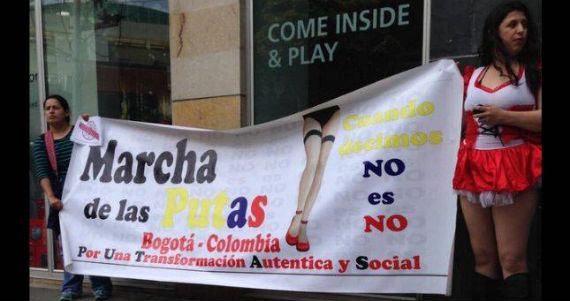 COME INSIDE
& PLAY
Marcha
de las Putas
Bogotá - Colombia
Por Una Transformación Autentica y Social
Cuando
decimos
NO
es
NO